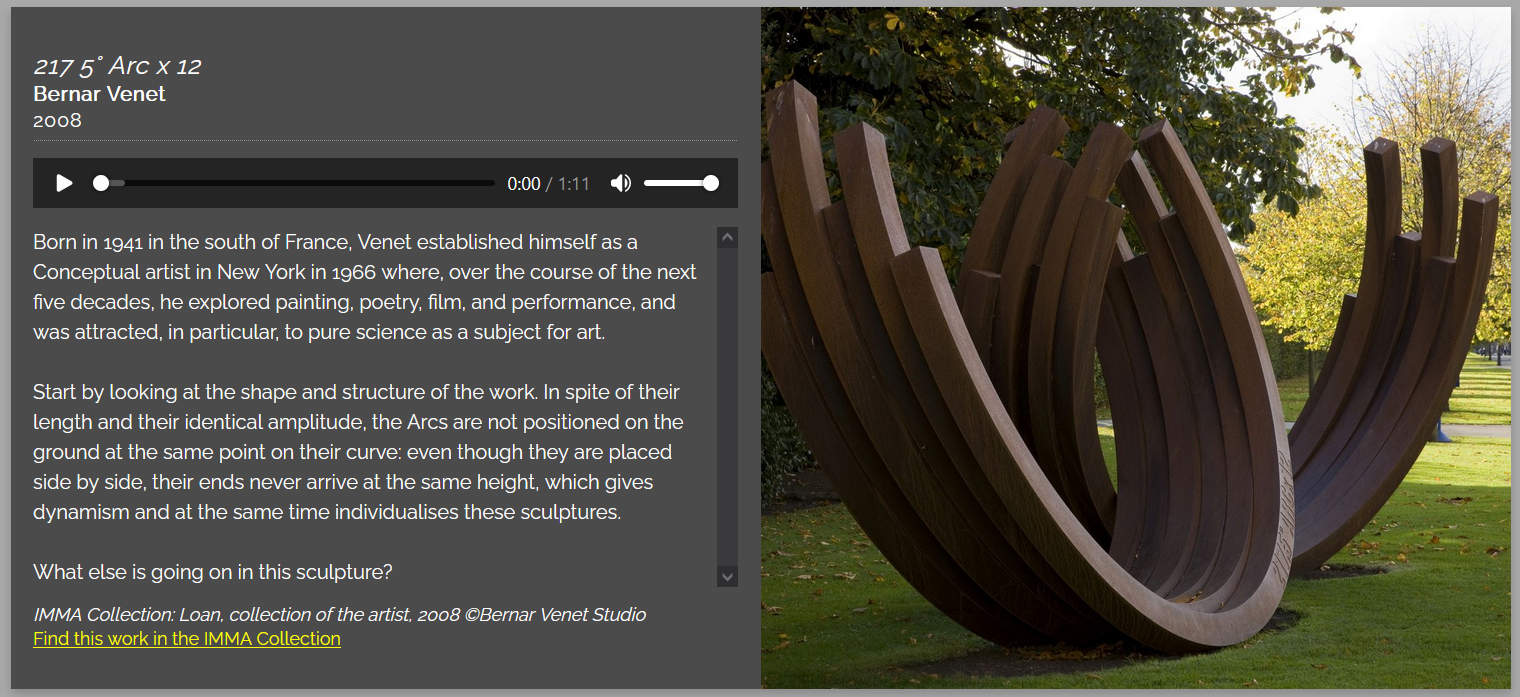 217 5° Arc x 12
Bernar Venet
2008
0:00 / 1:11
Born in 1941 in the south of France, Venet established himself as a
Conceptual artist in New York in 1966 where, over the course of the next
five decades, he explored painting, poetry, film, and performance, and
was attracted, in particular, to pure science as a subject for art.
Start by looking at the shape and structure of the work. In spite of their
length and their identical amplitude, the Arcs are not positioned on the
ground at the same point on their curve: even though they are placed
side by side, their ends never arrive at the same height, which gives
dynamism and at the same time individualises these sculptures.
What else is going on in this sculpture?
IMMA Collection: Loan, collection of the artist, 2008 ©Bernar Venet Studio
Find this work in the IMMA Collection